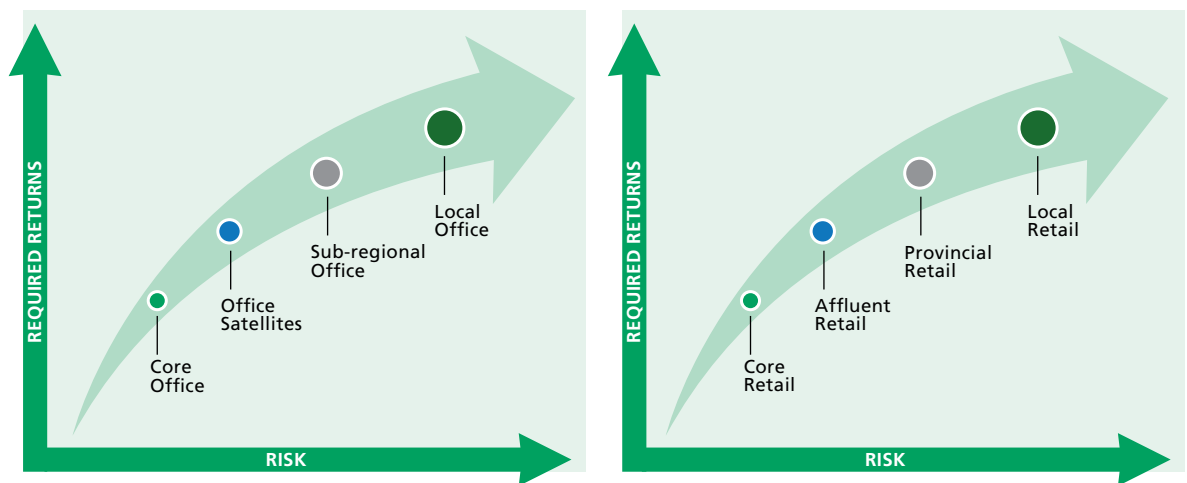 REQUIRED RETURNS
Local
Office
Sub-regional
Office
Office
Satellites
Core
Office
RISK
REQUIRED RETURNS
Local
Retail
Provincial
Retail
Affluent
Retail
Core
Retail
RISK